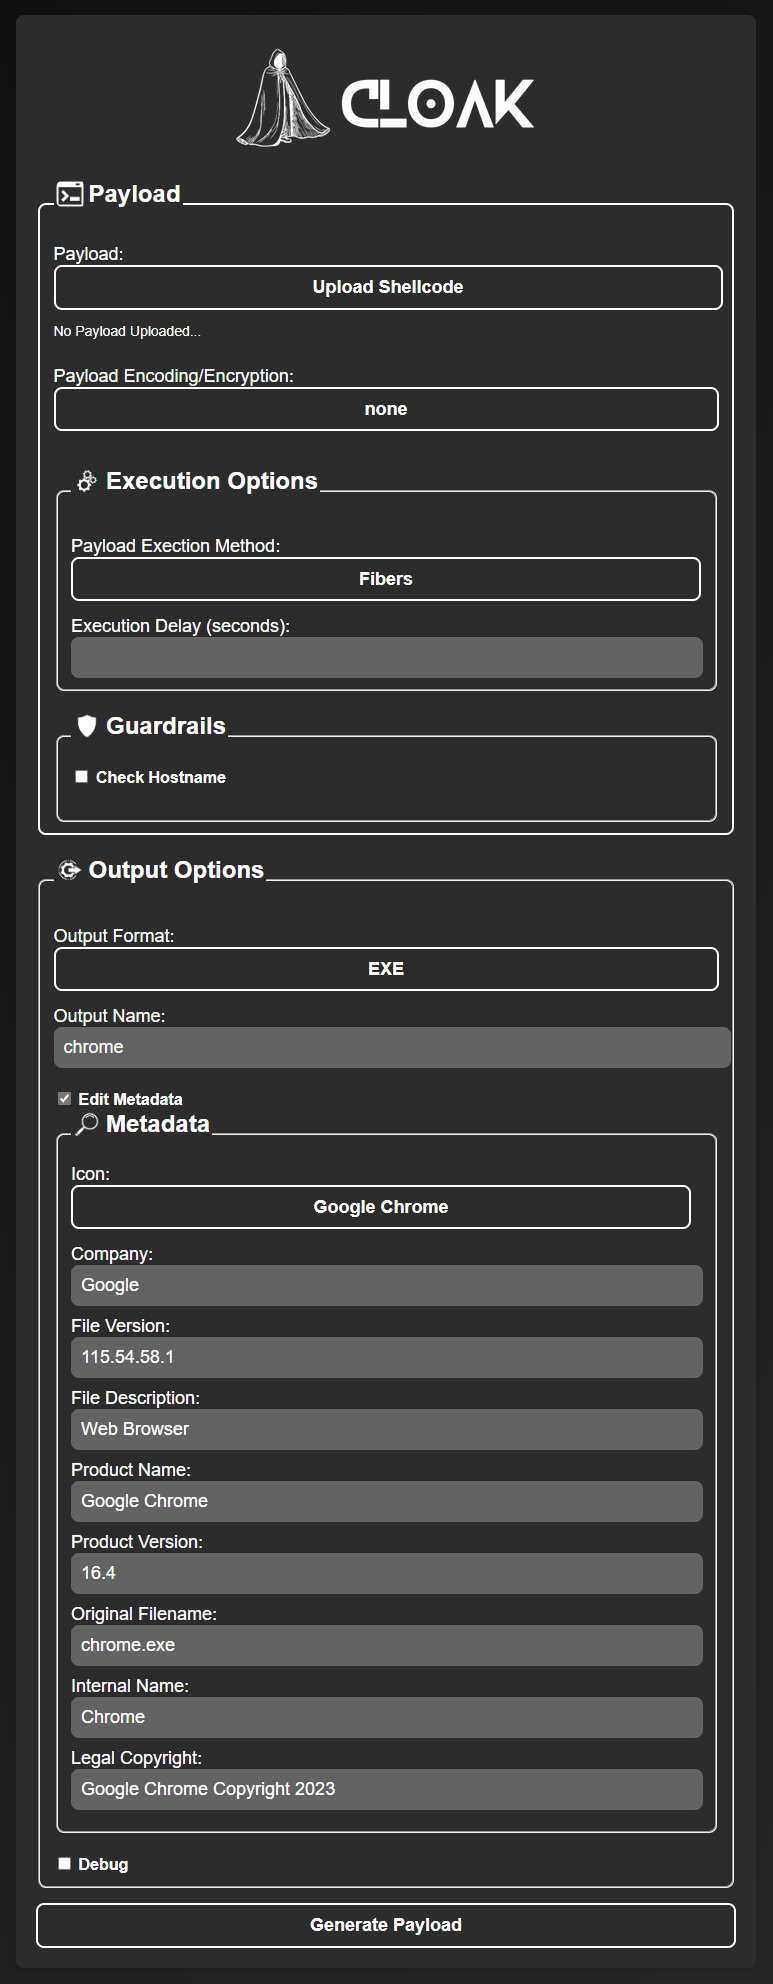 CLOAK
Payload
Payload:
Upload Shellcode
No Payload Uploaded...
Payload Encoding/Encryption:
none
Execution Options
Payload Exection Method:
Fibers
Execution Delay (seconds):
Guardrails
Check Hostname
Output Options
Output Format:
EXE
Output Name:
chrome
Edit Metadata
Metadata
Icon:
Google Chrome
Company:
Google
File Version:
115.54.58.1
File Description:
Web Browser
Product Name:
Google Chrome
Product Version:
16.4
Original Filename:
chrome.exe
Internal Name:
Chrome
Legal Copyright:
Google Chrome Copyright 2023
Debug
Generate Payload